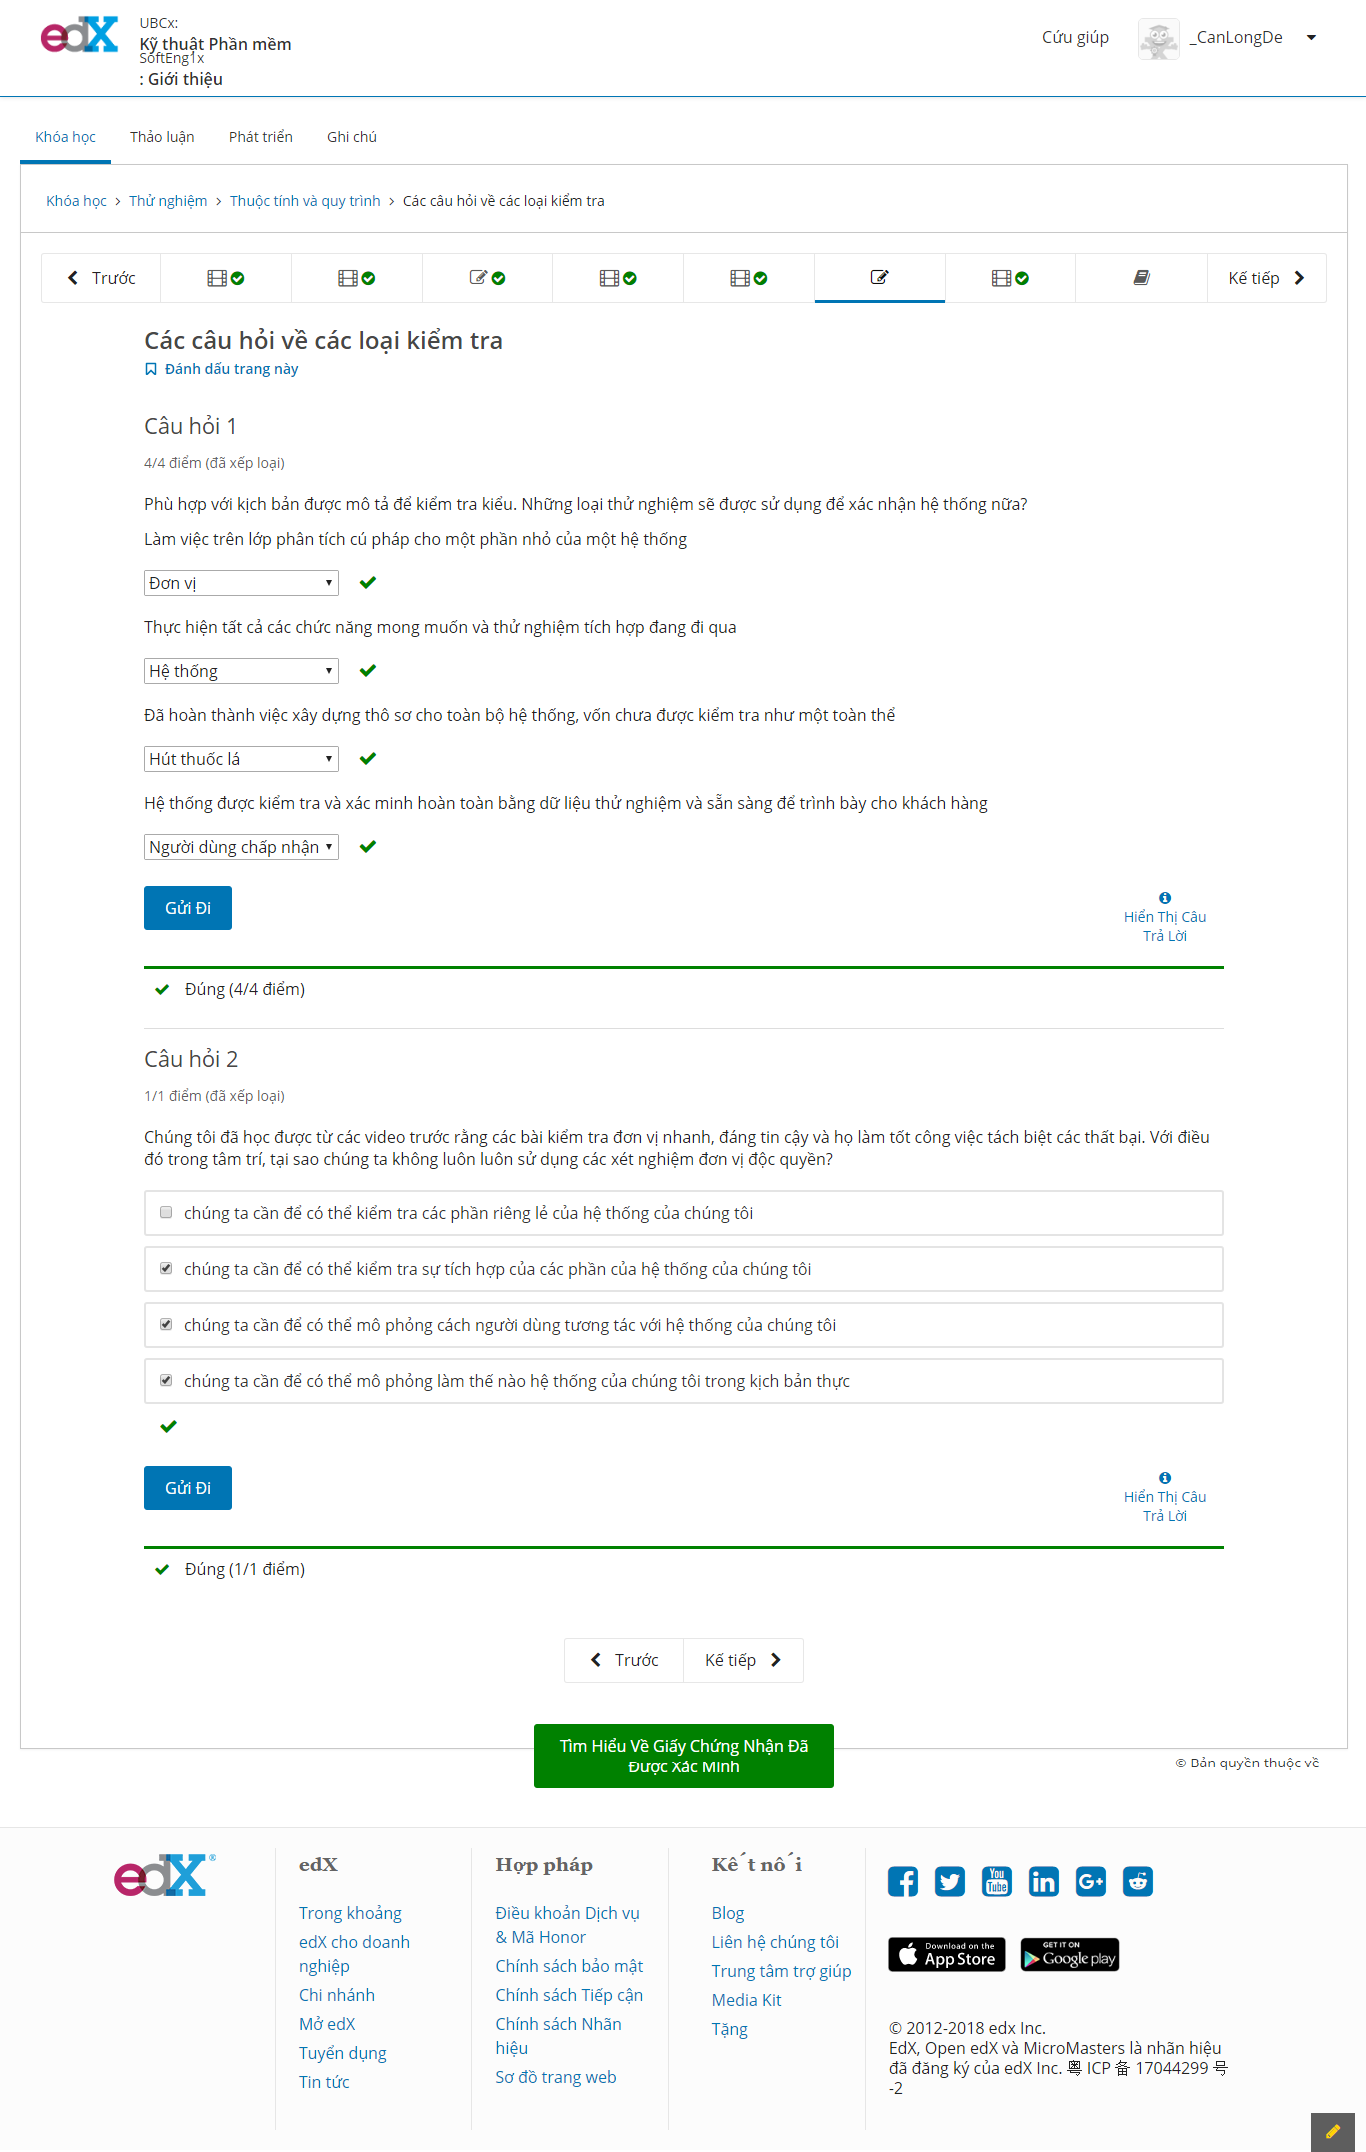 edX
UBCx:
Kỹ thuật Phần mềm
SoftEng1x
: Giới thiệu
Cứu giúp
_CanLongDe
Khóa học
Thảo luận
Phát triển
Ghi chú
Khóa học > Thử nghiệm > Thuộc tính và quy trình > Các câu hỏi về các loại kiểm tra
Trước
Kế tiếp
Các câu hỏi về các loại kiểm tra
Đánh dấu trang này
Câu hỏi 1
4/4 điểm (đã xếp loại)
Phù hợp với kịch bản được mô tả để kiểm tra kiểu. Những loại thử nghiệm sẽ được sử dụng để xác nhận hệ thống nữa?
Làm việc trên lớp phân tích cú pháp cho một phần nhỏ của một hệ thống
Đơn vị
Thực hiện tất cả các chức năng mong muốn và thử nghiệm tích hợp đang đi qua
Hệ thống
Đã hoàn thành việc xây dựng thô sơ cho toàn bộ hệ thống, vốn chưa được kiểm tra như một toàn thể
Hút thuốc lá
Hệ thống được kiểm tra và xác minh hoàn toàn bằng dữ liệu thử nghiệm và sẵn sàng để trình bày cho khách hàng
Người dùng chấp nhận
Gửi Đi
Hiển Thị Câu
Trả Lời
Đúng (4/4 điểm)
Câu hỏi 2
1/1 điểm (đã xếp loại)
Chúng tôi đã học được từ các video trước rằng các bài kiểm tra đơn vị nhanh, đáng tin cậy và họ làm tốt công việc tách biệt các thất bại. Với điều
đó trong tâm trí, tại sao chúng ta không luôn luôn sử dụng các xét nghiệm đơn vị độc quyền?
chúng ta cần để có thể kiểm tra các phần riêng lẻ của hệ thống của chúng tôi
chúng ta cần để có thể kiểm tra sự tích hợp của các phần của hệ thống của chúng tôi
chúng ta cần để có thể mô phỏng cách người dùng tương tác với hệ thống của chúng tôi
chúng ta cần để có thể mô phỏng làm thế nào hệ thống của chúng tôi trong kịch bản thực
Gửi Đi
Hiển Thị Câu
Trả Lời
Đúng (1/1 điểm)
Trước
Kế tiếp
Tìm Hiểu Về Giấy Chứng Nhận Đã
Được Xác Minh
© Bản quyền thuộc về
edX®
edX
Trong khoảng
edX cho doanh
nghiệp
Chi nhánh
Mở edX
Tuyển dụng
Tin tức
Hợp pháp
Điều khoản Dịch vụ
& Mã Honor
Chính sách bảo mật
Chính sách Tiếp cận
Chính sách Nhãn
hiệu
Sơ đồ trang web
Kết nối
Blog
Liên hệ chúng tôi
Trung tâm trợ giúp
Media Kit
Tặng
You
Tube
in
G+
Download on the
App Store
GET IT ON
Google play
© 2012-2018 edx Inc.
EdX, Open edX và MicroMasters là nhãn hiệu
đã đăng ký của edX Inc. 粤 ICP 备 17044299 号
-2